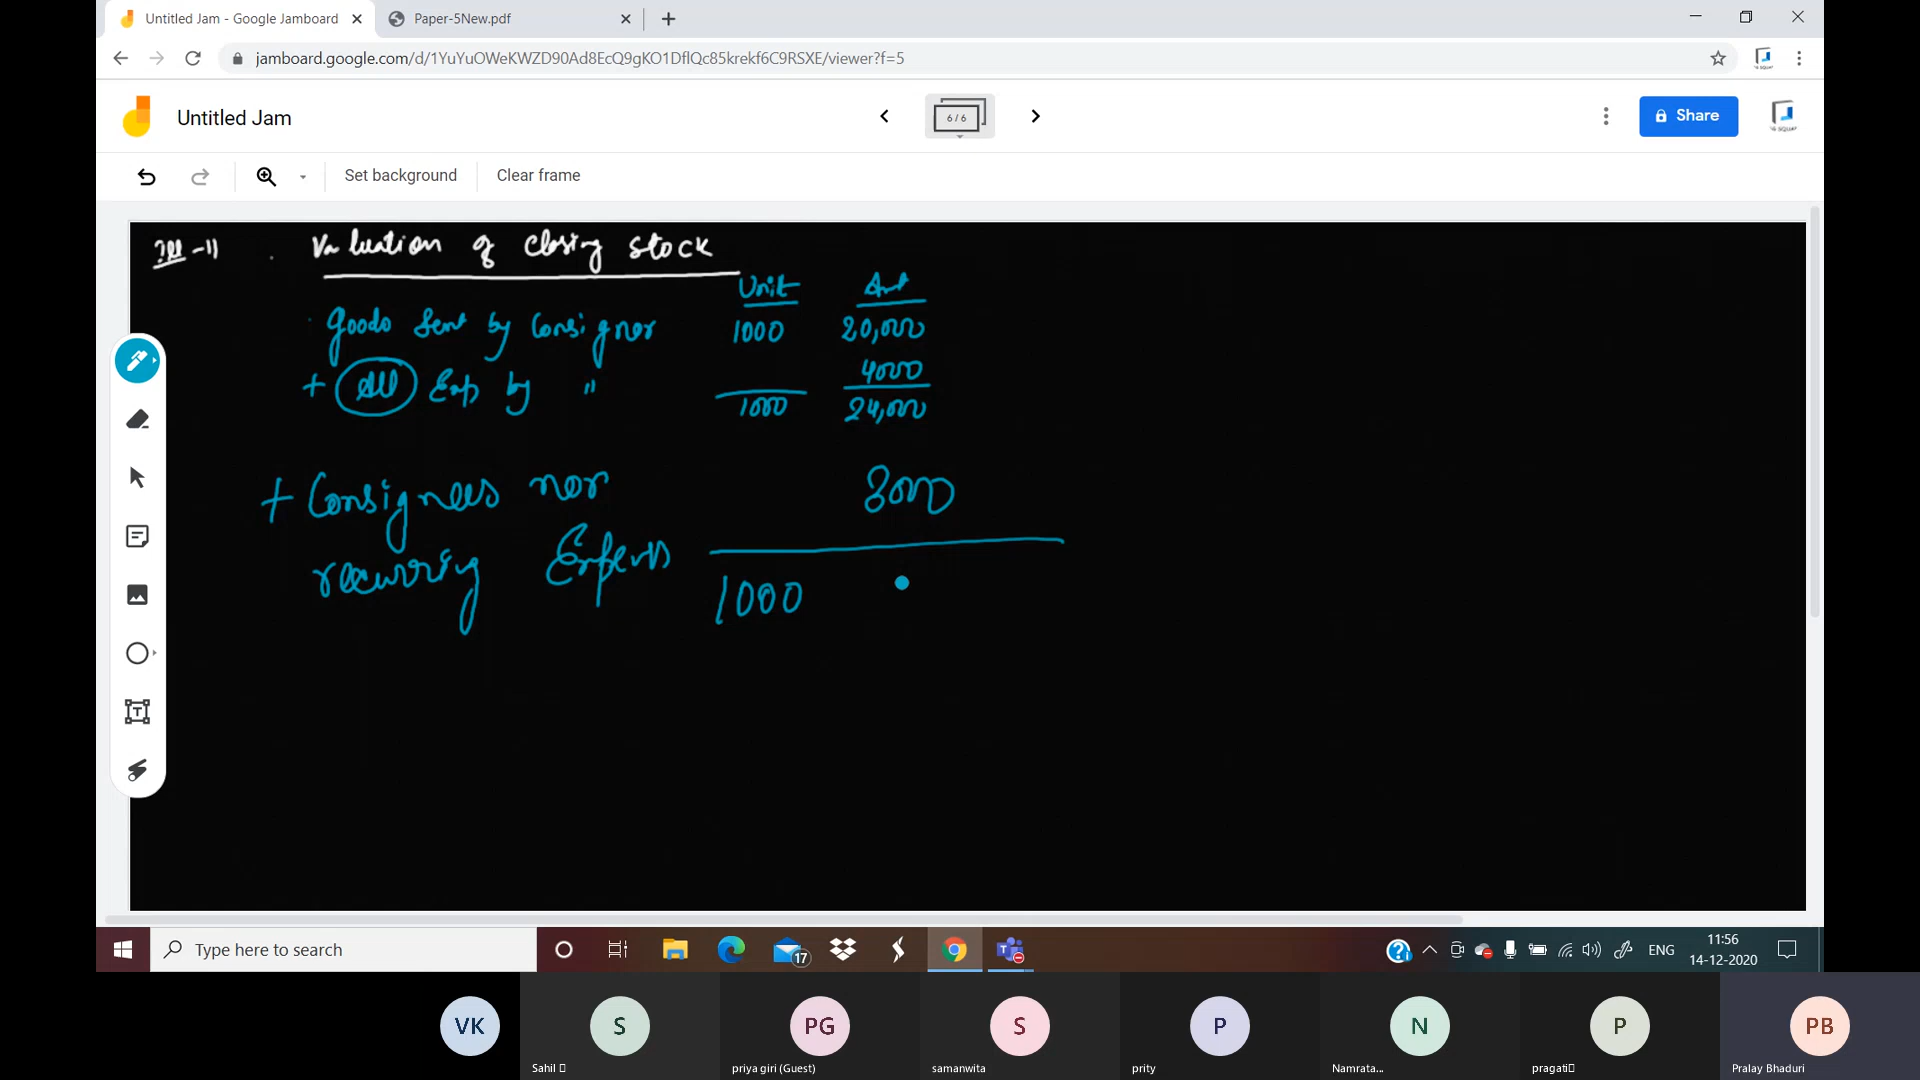 Untitled Jam - Google Jamboard
Paper-5New.pdf
jamboard.google.com/d/1YuYuOWeKWZD90Ad8EcQ9gKO1DflQc85krekf6C9RSXE/viewer?f=5
Untitled Jam
6 / 6
Share
Set background
Clear frame
Ill -11 Valuation of closing stock
Unit Amt
Goods sent by Consignor 1000 20,000
+ All Exp by " 4000
1000 24,000
+ Consignees non 8000
recurring Expenses
1000
Type here to search
17
ENG
11:56
14-12-2020
VK
S
PG
S
P
N
P
PB
Sahil
priya giri (Guest)
samanwita
prity
Namrata...
pragati
Pralay Bhaduri